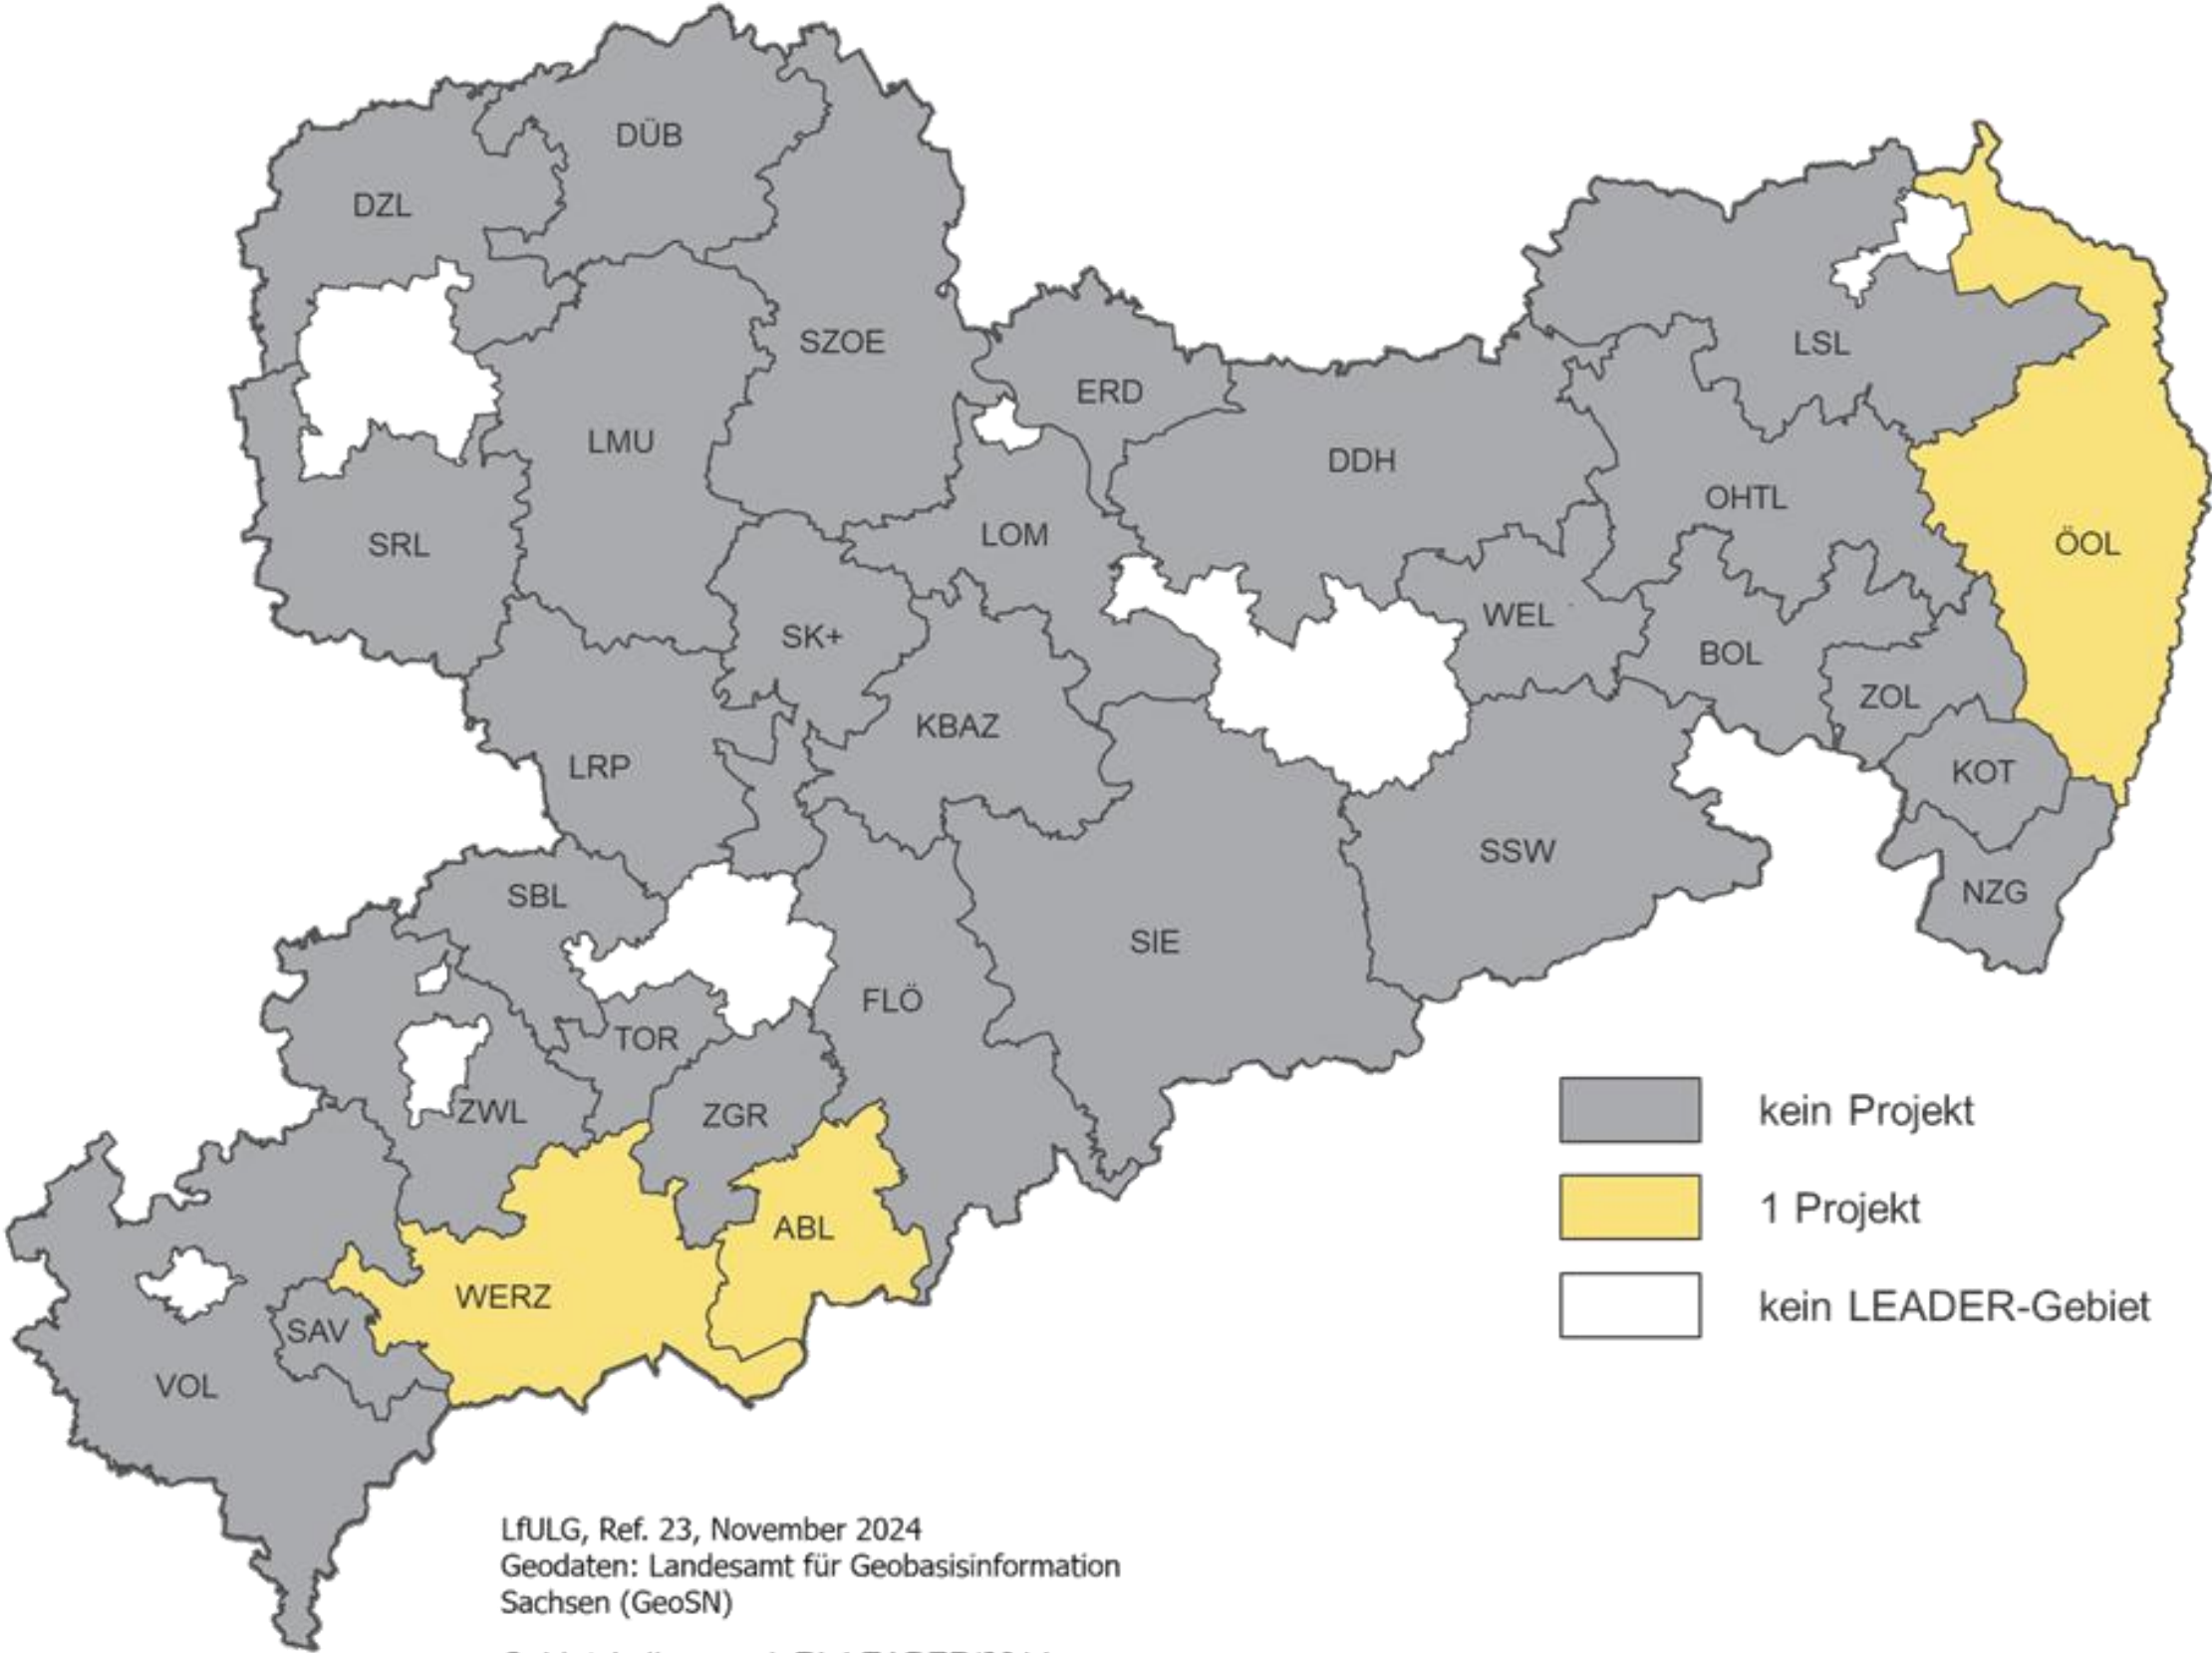 DÜB
DZL
SZOE
LSL
ERD
LMU
DDH
OHTL
LOM
SRL
ÖOL
WEL
SK+
BOL
ZOL
KBAZ
LRP
KOT
SSW
SBL
NZG
SIE
FLÖ
TOR
ZWL
ZGR
kein Projekt
1 Projekt
ABL
WERZ
kein LEADER-Gebiet
SAV
VOL
LfULG, Ref. 23, November 2024
Geodaten: Landesamt für Geobasisinformation
Sachsen (GeoSN)